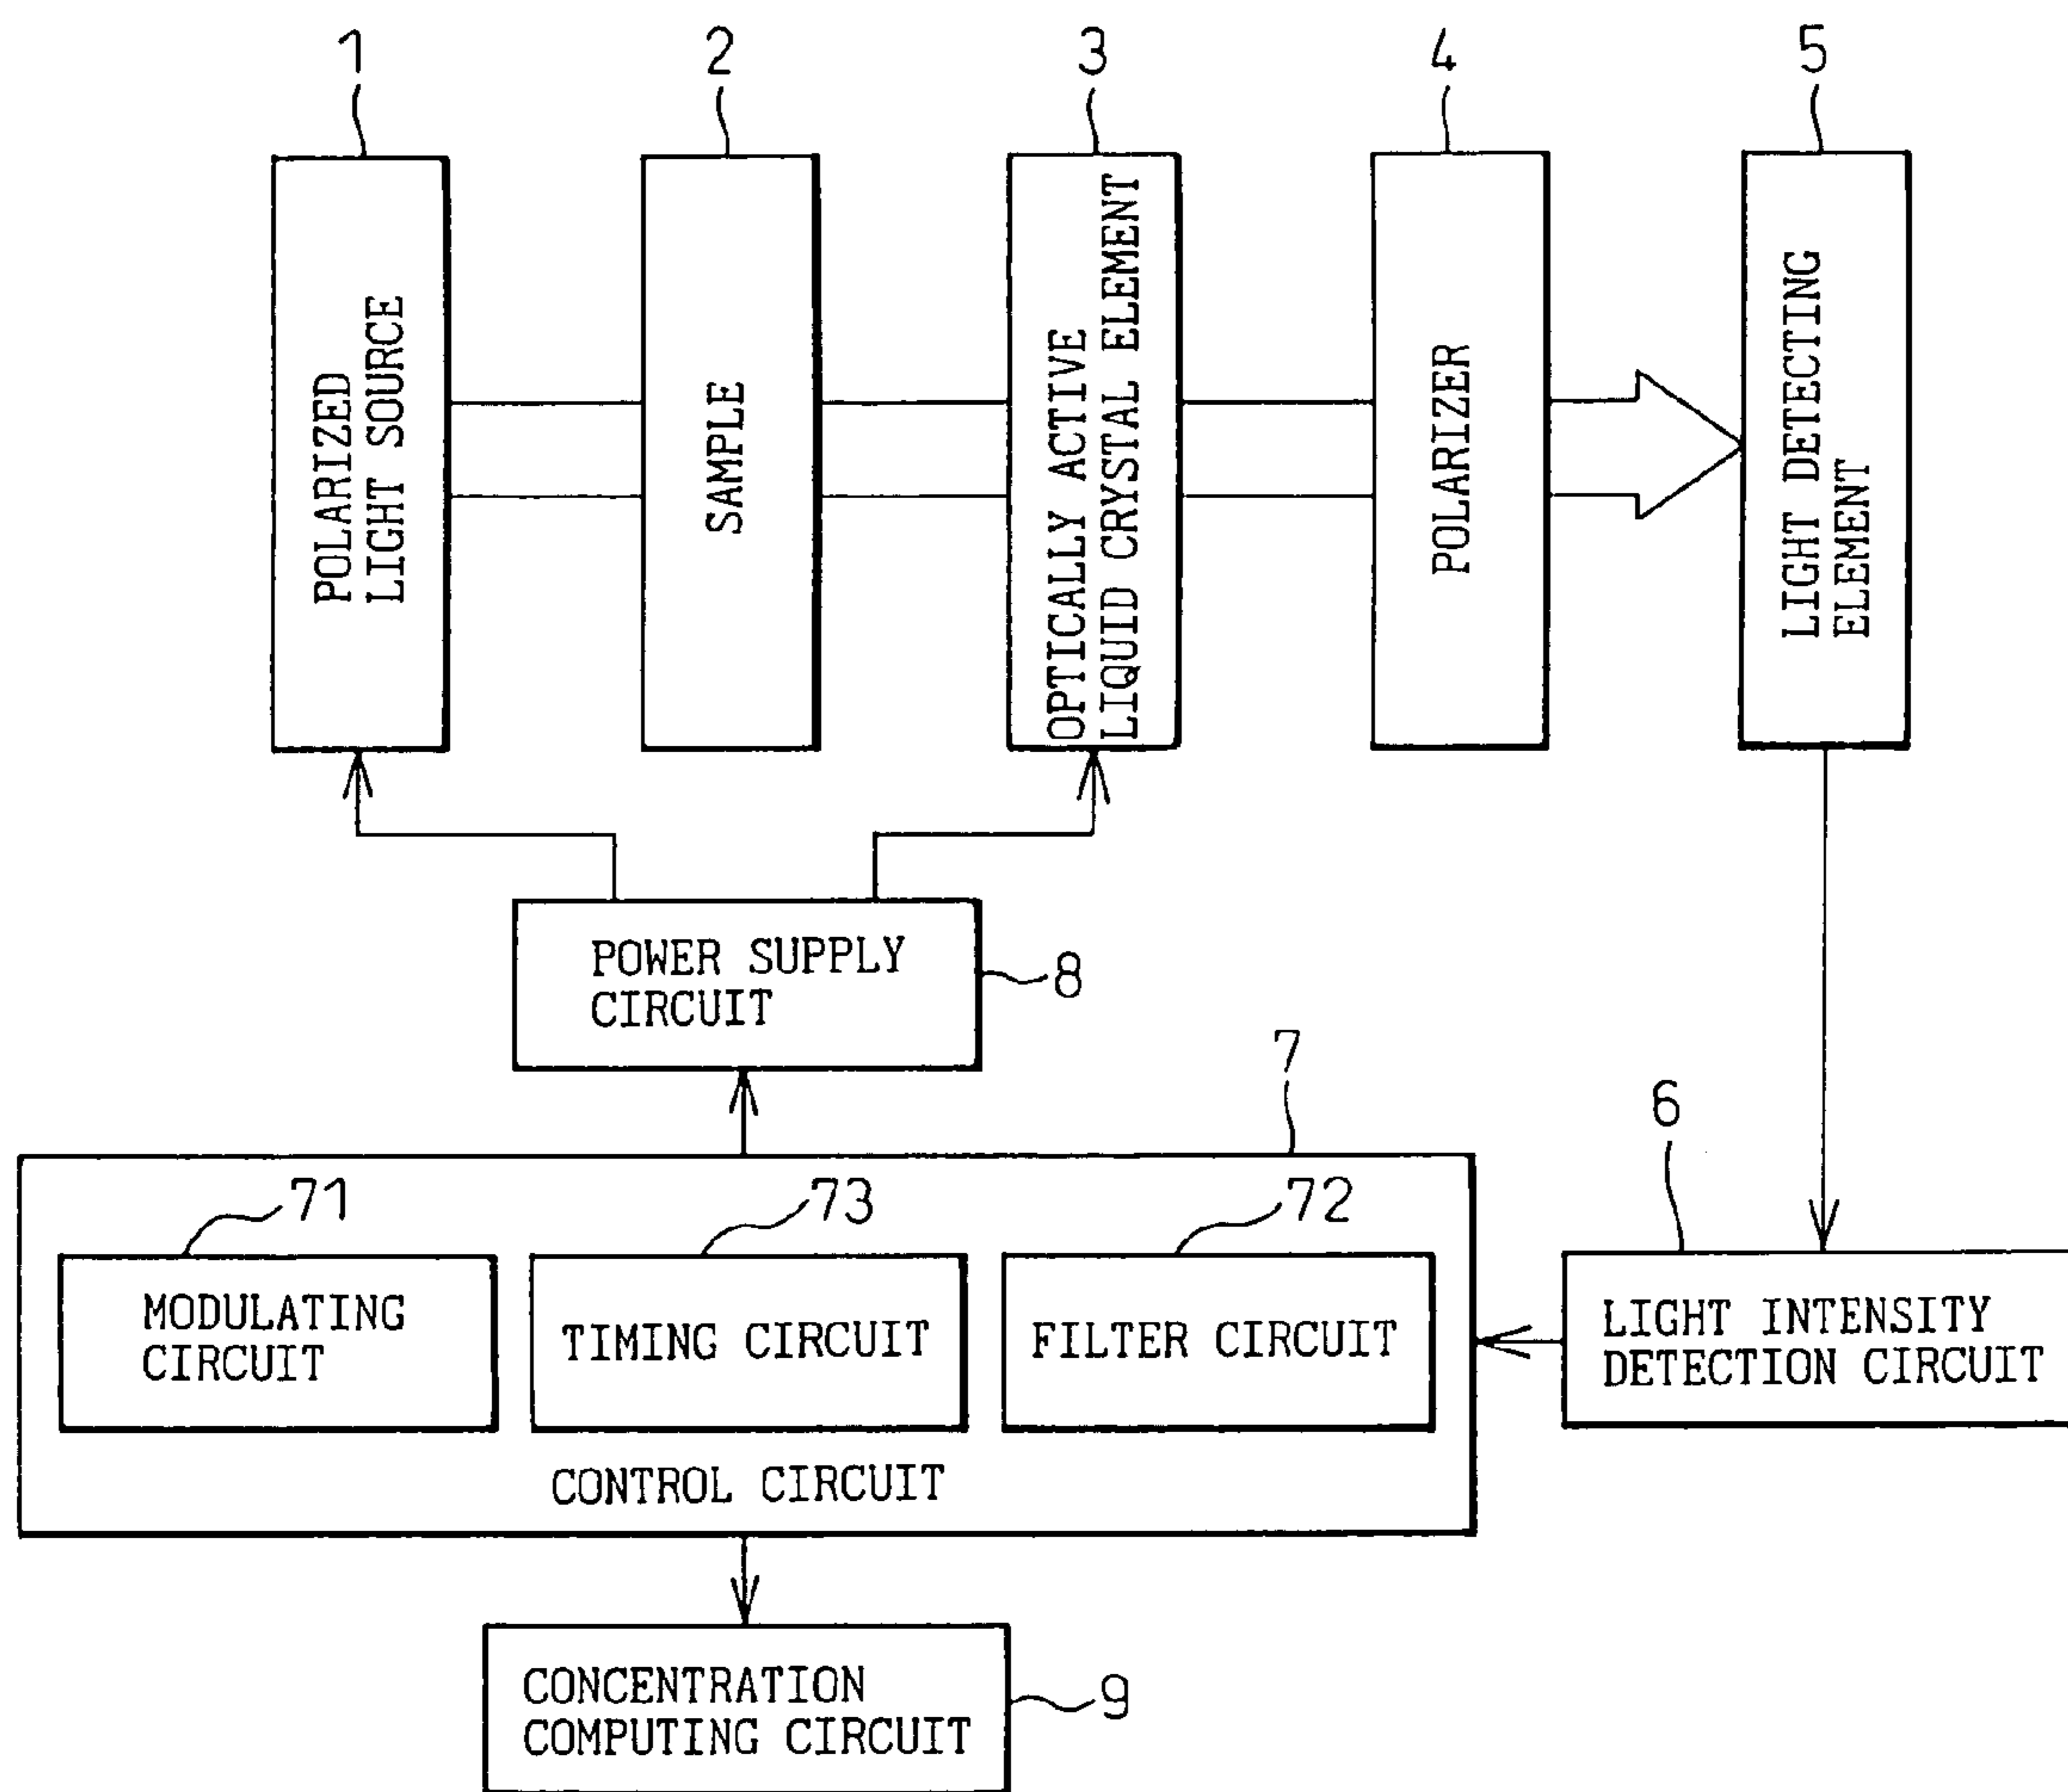 1
2
3
4
5
POLARIZED
LIGHT SOURCE
SAMPLE
OPTICALLY ACTIVE
LIQUID CRYSTAL ELEMENT
POLARIZER
LIGHT DETECTING
ELEMENT
POWER SUPPLY
CIRCUIT
8
7
6
71
73
72
MODULATING
CIRCUIT
TIMING CIRCUIT
FILTER CIRCUIT
LIGHT INTENSITY
DETECTION CIRCUIT
CONTROL CIRCUIT
CONCENTRATION
COMPUTING CIRCUIT
9